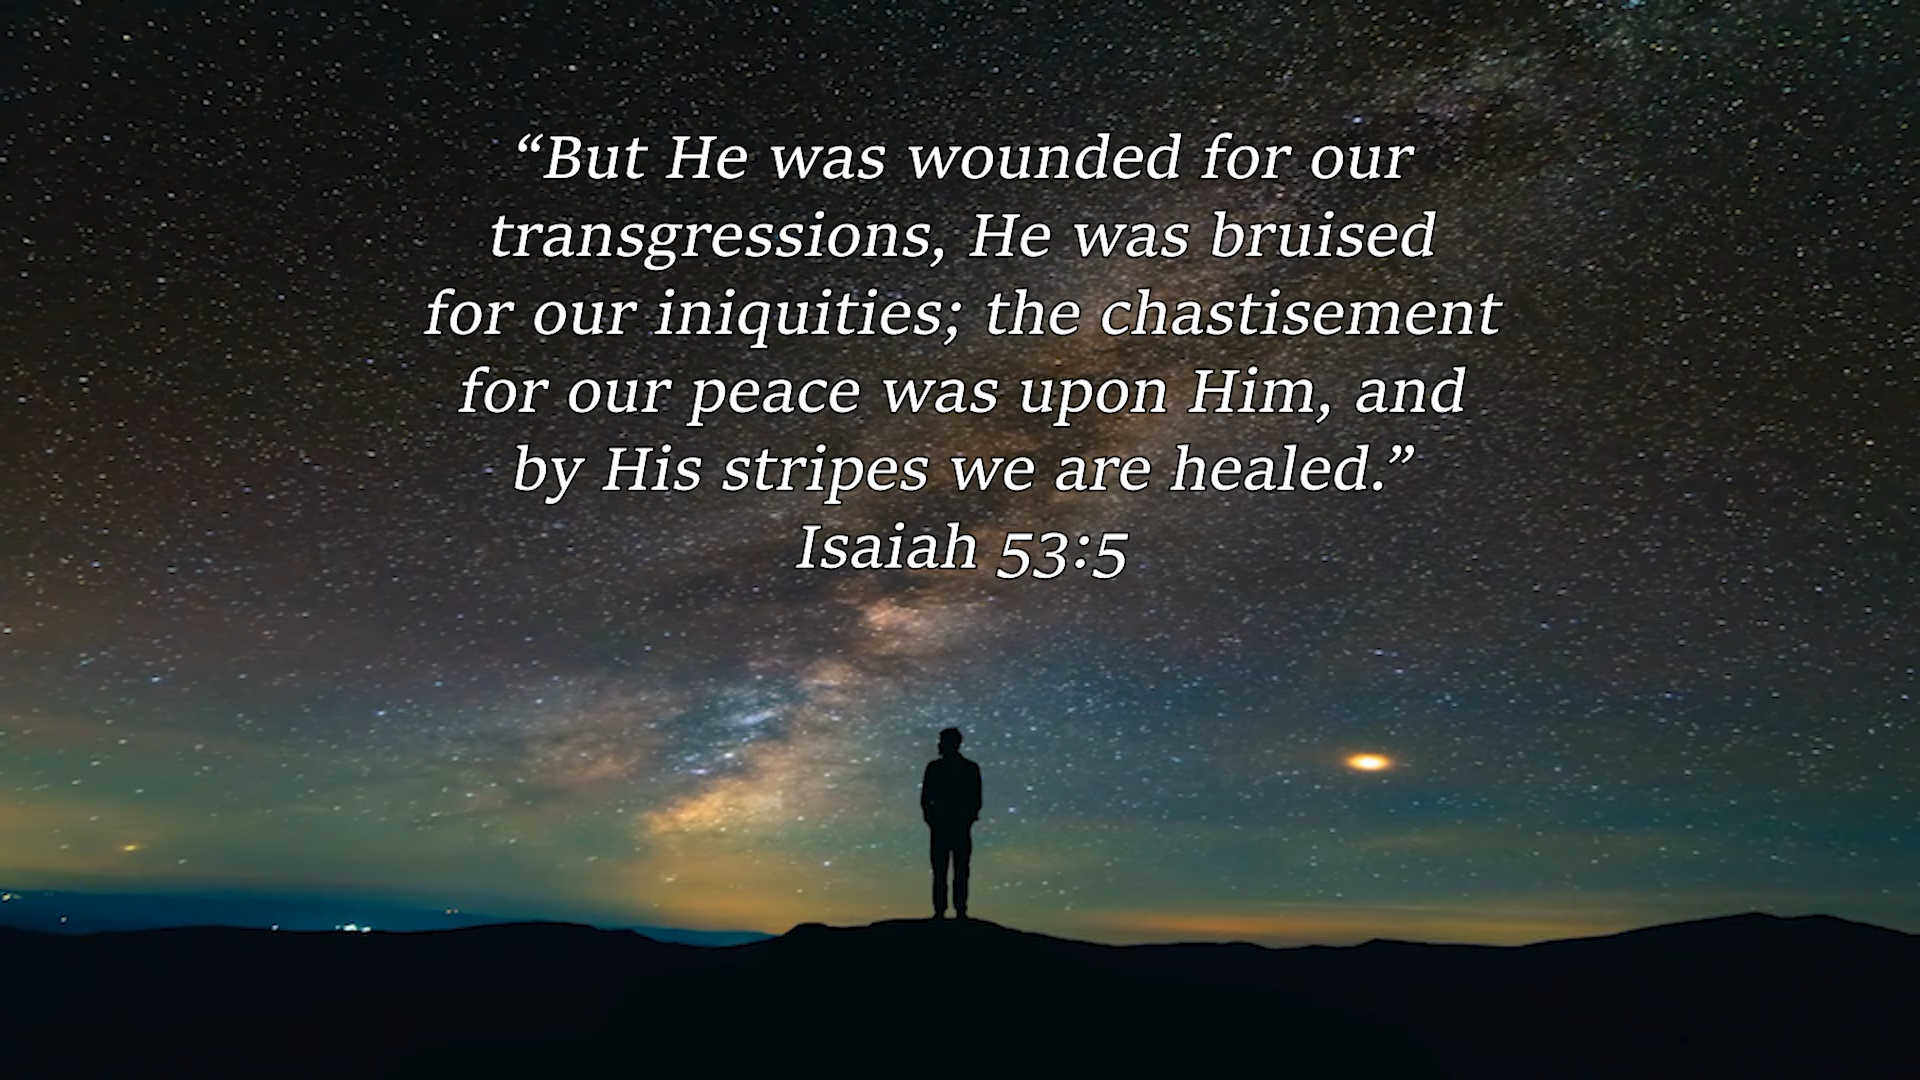 “But He was wounded for our
transgressions, He was bruised
for our iniquities; the chastisement
for our peace was upon Him, and
by His stripes we are healed.”
Isaiah 53:5